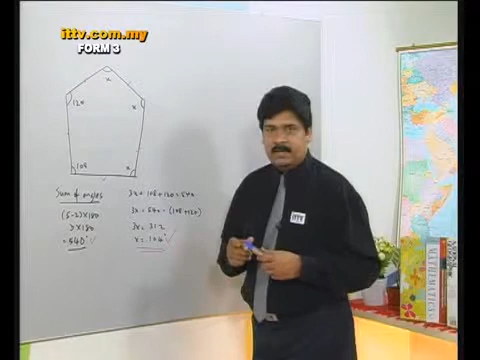 ittv.com.my
FORM 3
x
120
x
108
x
Sum of angles
3x + 108 + 120 = 540
(5-2) x 180
3x = 540 - (108+120)
3 x 180
3x = 312
= 540°
x = 104°
ITTV
MATHEMATICS